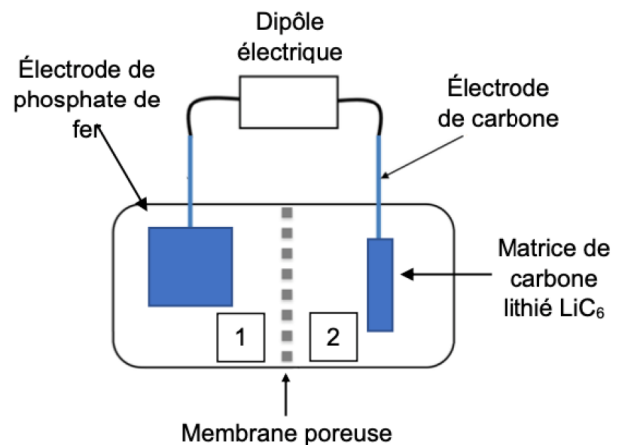 Dipôle
électrique
Électrode de
phosphate de
fer
Électrode
de carbone
Matrice de
carbone
lithié LiC₆
1
2
Membrane poreuse